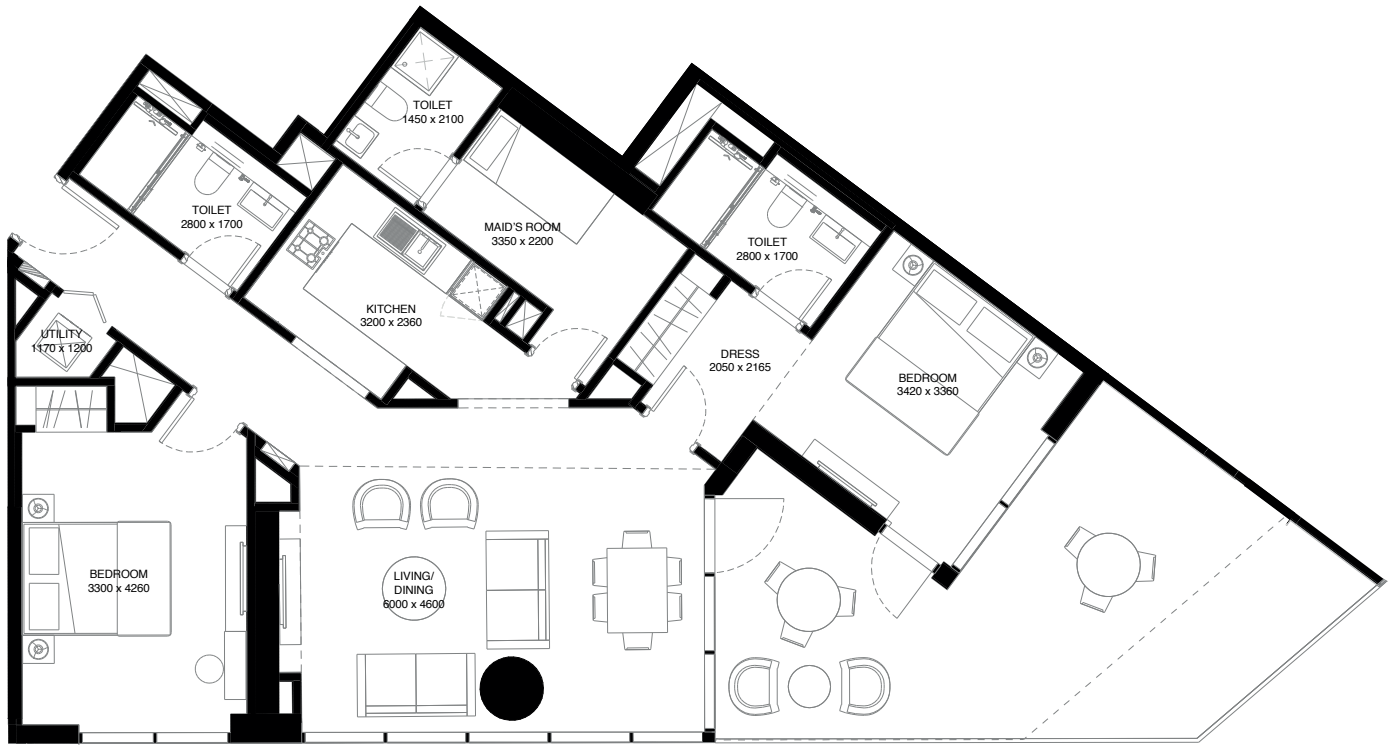 TOILET
1450 x 2100
TOILET
2800 x 1700
MAID'S ROOM
3350 x 2200
TOILET
2800 x 1700
KITCHEN
3200 x 2360
UTILITY
1170 x 1200
DRESS
2050 x 2165
BEDROOM
3420 x 3360
BEDROOM
3300 x 4260
LIVING/
DINING
6000 x 4600